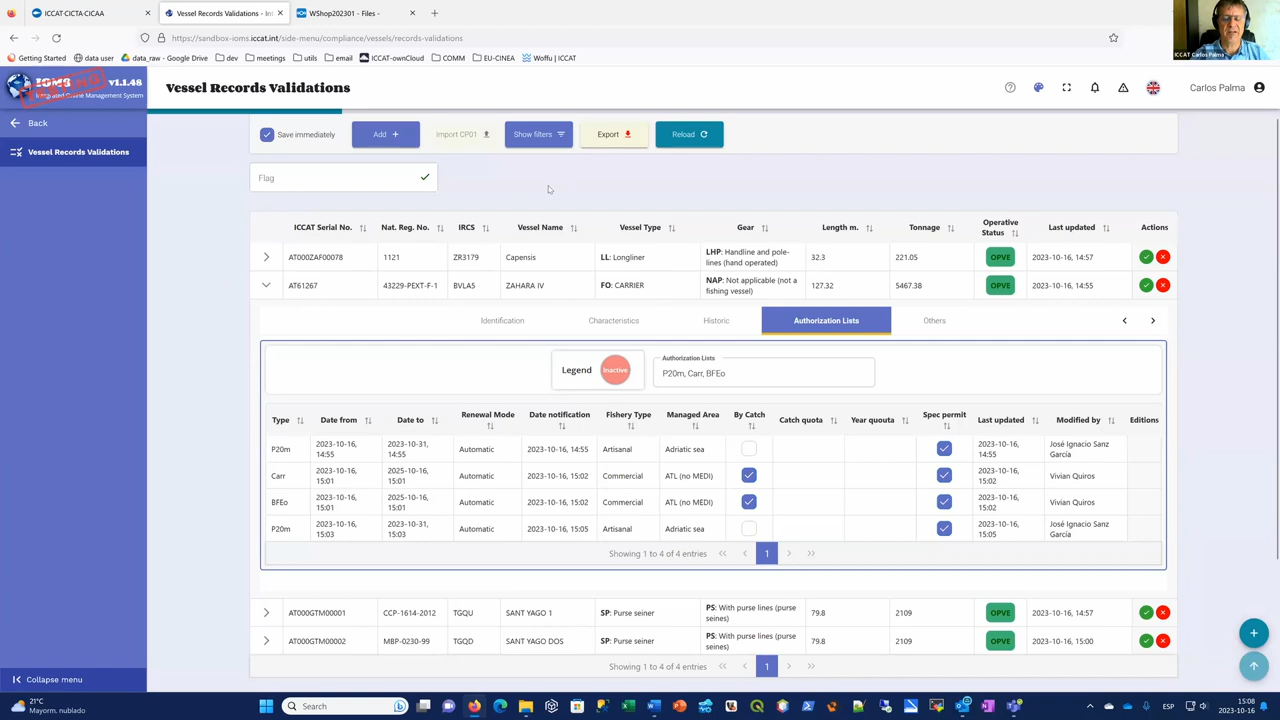 ICCAT-CICTA-CICAA
Vessel Records Validations - Int
WShop202301 - Files -
https://sandbox-ioms.iccat.int/side-menu/compliance/vessels/records-validations
Getting Started
data user
data_raw - Google Drive
dev
meetings
utils
email
ICCAT-ownCloud
COMM
EU-CINEA
Woffu | ICCAT
ICCAT Carlos Palma
IOMS v1.1.48
Integrated Online Management System
Vessel Records Validations
Carlos Palma
Back
Vessel Records Validations
Save immediately
Add +
Import CP01
Show filters
Export
Reload
Flag
ICCAT Serial No. Nat. Reg. No. IRCS Vessel Name Vessel Type Gear Length m. Tonnage Operative Status Last updated Actions
AT000ZAF00078 1121 ZR3179 Capensis LL: Longliner LHP: Handline and pole-lines (hand operated) 32.3 221.05 OPVE 2023-10-16, 14:57
AT61267 43229-PEXT-F-1 BVLA5 ZAHARA IV FO: CARRIER NAP: Not applicable (not a fishing vessel) 127.32 5467.38 OPVE 2023-10-16, 14:55
Identification Characteristics Historic Authorization Lists Others
Legend Inactive
Authorization Lists
P20m, Carr, BFEo
Type Date from Date to Renewal Mode Date notification Fishery Type Managed Area By Catch Catch quota Year quouta Spec permit Last updated Modified by Editions
P20m 2023-10-16, 14:55 2023-10-31, 14:55 Automatic 2023-10-16, 14:55 Artisanal Adriatic sea 2023-10-16, 14:55 José Ignacio Sanz García
Carr 2023-10-16, 15:01 2025-10-16, 15:01 Automatic 2023-10-16, 15:02 Commercial ATL (no MEDI) 2023-10-16, 15:02 Vivian Quiros
BFEo 2023-10-16, 15:01 2025-10-16, 15:01 Automatic 2023-10-16, 15:02 Commercial ATL (no MEDI) 2023-10-16, 15:02 Vivian Quiros
P20m 2023-10-16, 15:03 2023-10-31, 15:03 Automatic 2023-10-16, 15:05 Artisanal Adriatic sea 2023-10-16, 15:05 José Ignacio Sanz García
Showing 1 to 4 of 4 entries 1
AT000GTM00001 CCP-1614-2012 TGQU SANT YAGO 1 SP: Purse seiner PS: With purse lines (purse seines) 79.8 2109 OPVE 2023-10-16, 14:57
AT000GTM00002 MBP-0230-99 TGQD SANT YAGO DOS SP: Purse seiner PS: With purse lines (purse seines) 79.8 2109 OPVE 2023-10-16, 15:00
Showing 1 to 4 of 4 entries 1
Collapse menu
21°C
Mayorm. nublado
Search
ESP
15:08
2023-10-16